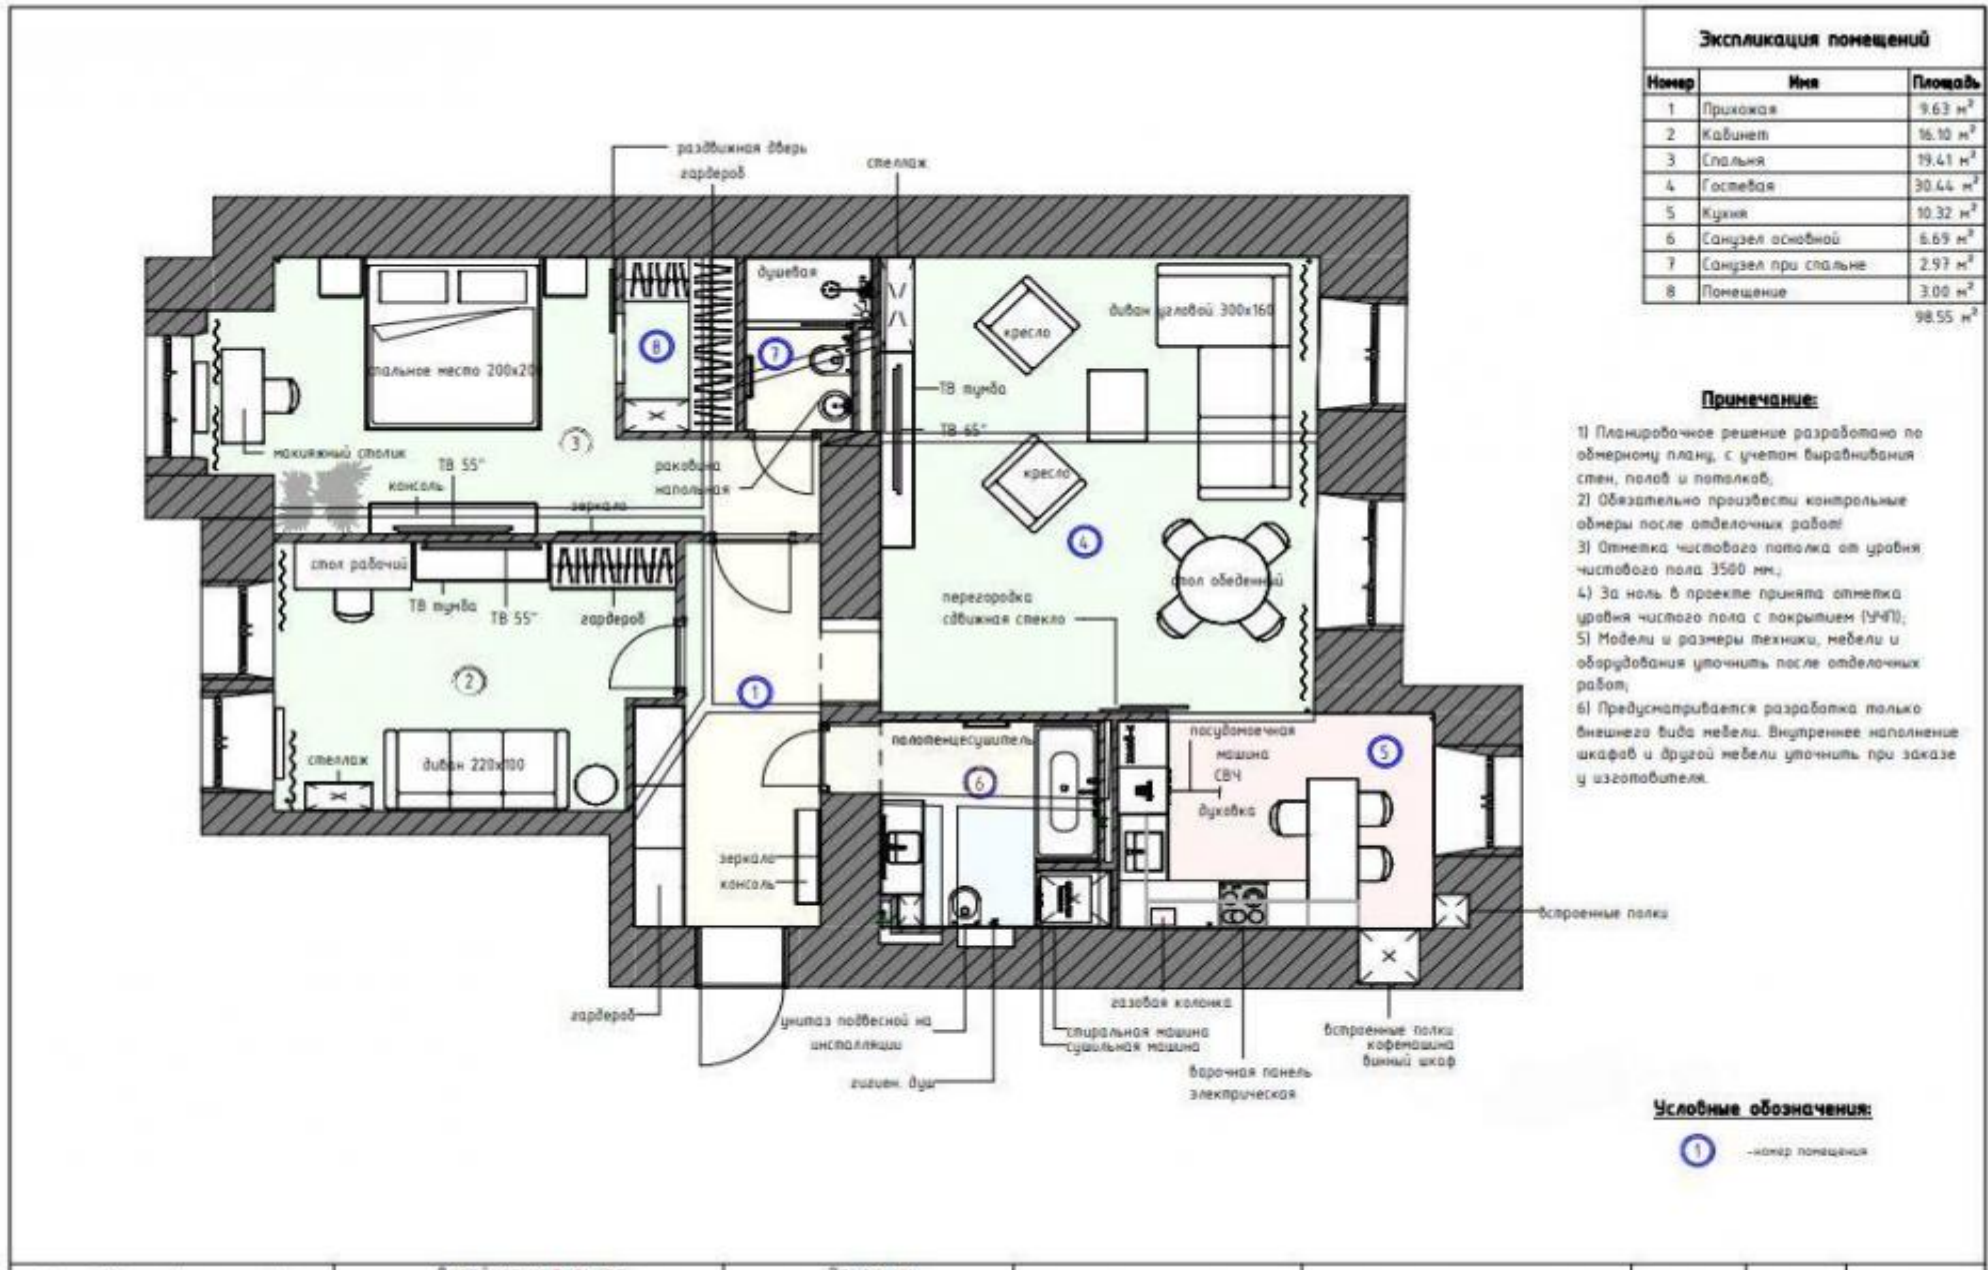 Экспликация помещений
Номер Имя Площадь
1 Прихожая 9.63 м²
2 Кабинет 16.10 м²
3 Спальня 19.41 м²
4 Гостевая 30.44 м²
5 Кухня 10.32 м²
6 Санузел основной 6.69 м²
7 Санузел при спальне 2.97 м²
8 Помещение 3.00 м²
98.55 м²
раздвижная дверь
гардероб
стеллаж
душевая
кресло
диван угловой 300х160
8
7
спальное место 200х20
ТВ тумба
ТВ 65"
3
макияжный столик
ТВ 55"
консоль
раковина
напольная
зеркало
кресло
4
стол рабочий
ТВ тумба
ТВ 55"
гардероб
стол обеденный
перегородка
сдвижная стекло
2
1
стеллаж
диван 220х100
полотенцесушитель
6
посудомоечная
машина
СВЧ
духовка
5
зеркало
консоль
встроенные полки
гардероб
унитаз подвесной на
инсталляции
гигиен. душ
стиральная машина
сушильная машина
газовая колонка
варочная панель
электрическая
встроенные полки
кофемашина
винный шкаф
Примечание:
1) Планировочное решение разработано по
обмерному плану, с учетом выравнивания
стен, полов и потолков;
2) Обязательно произвести контрольные
обмеры после отделочных работ!
3) Отметка чистового потолка от уровня
чистового пола 3500 мм.;
4) За ноль в проекте принята отметка
уровня чистого пола с покрытием (УЧП);
5) Модели и размеры техники, мебели и
оборудования уточнить после отделочных
работ;
6) Предусматривается разработка только
внешнего вида мебели. Внутреннее наполнение
шкафов и другой мебели уточнить при заказе
у изготовителя.
Условные обозначения:
1 -номер помещения